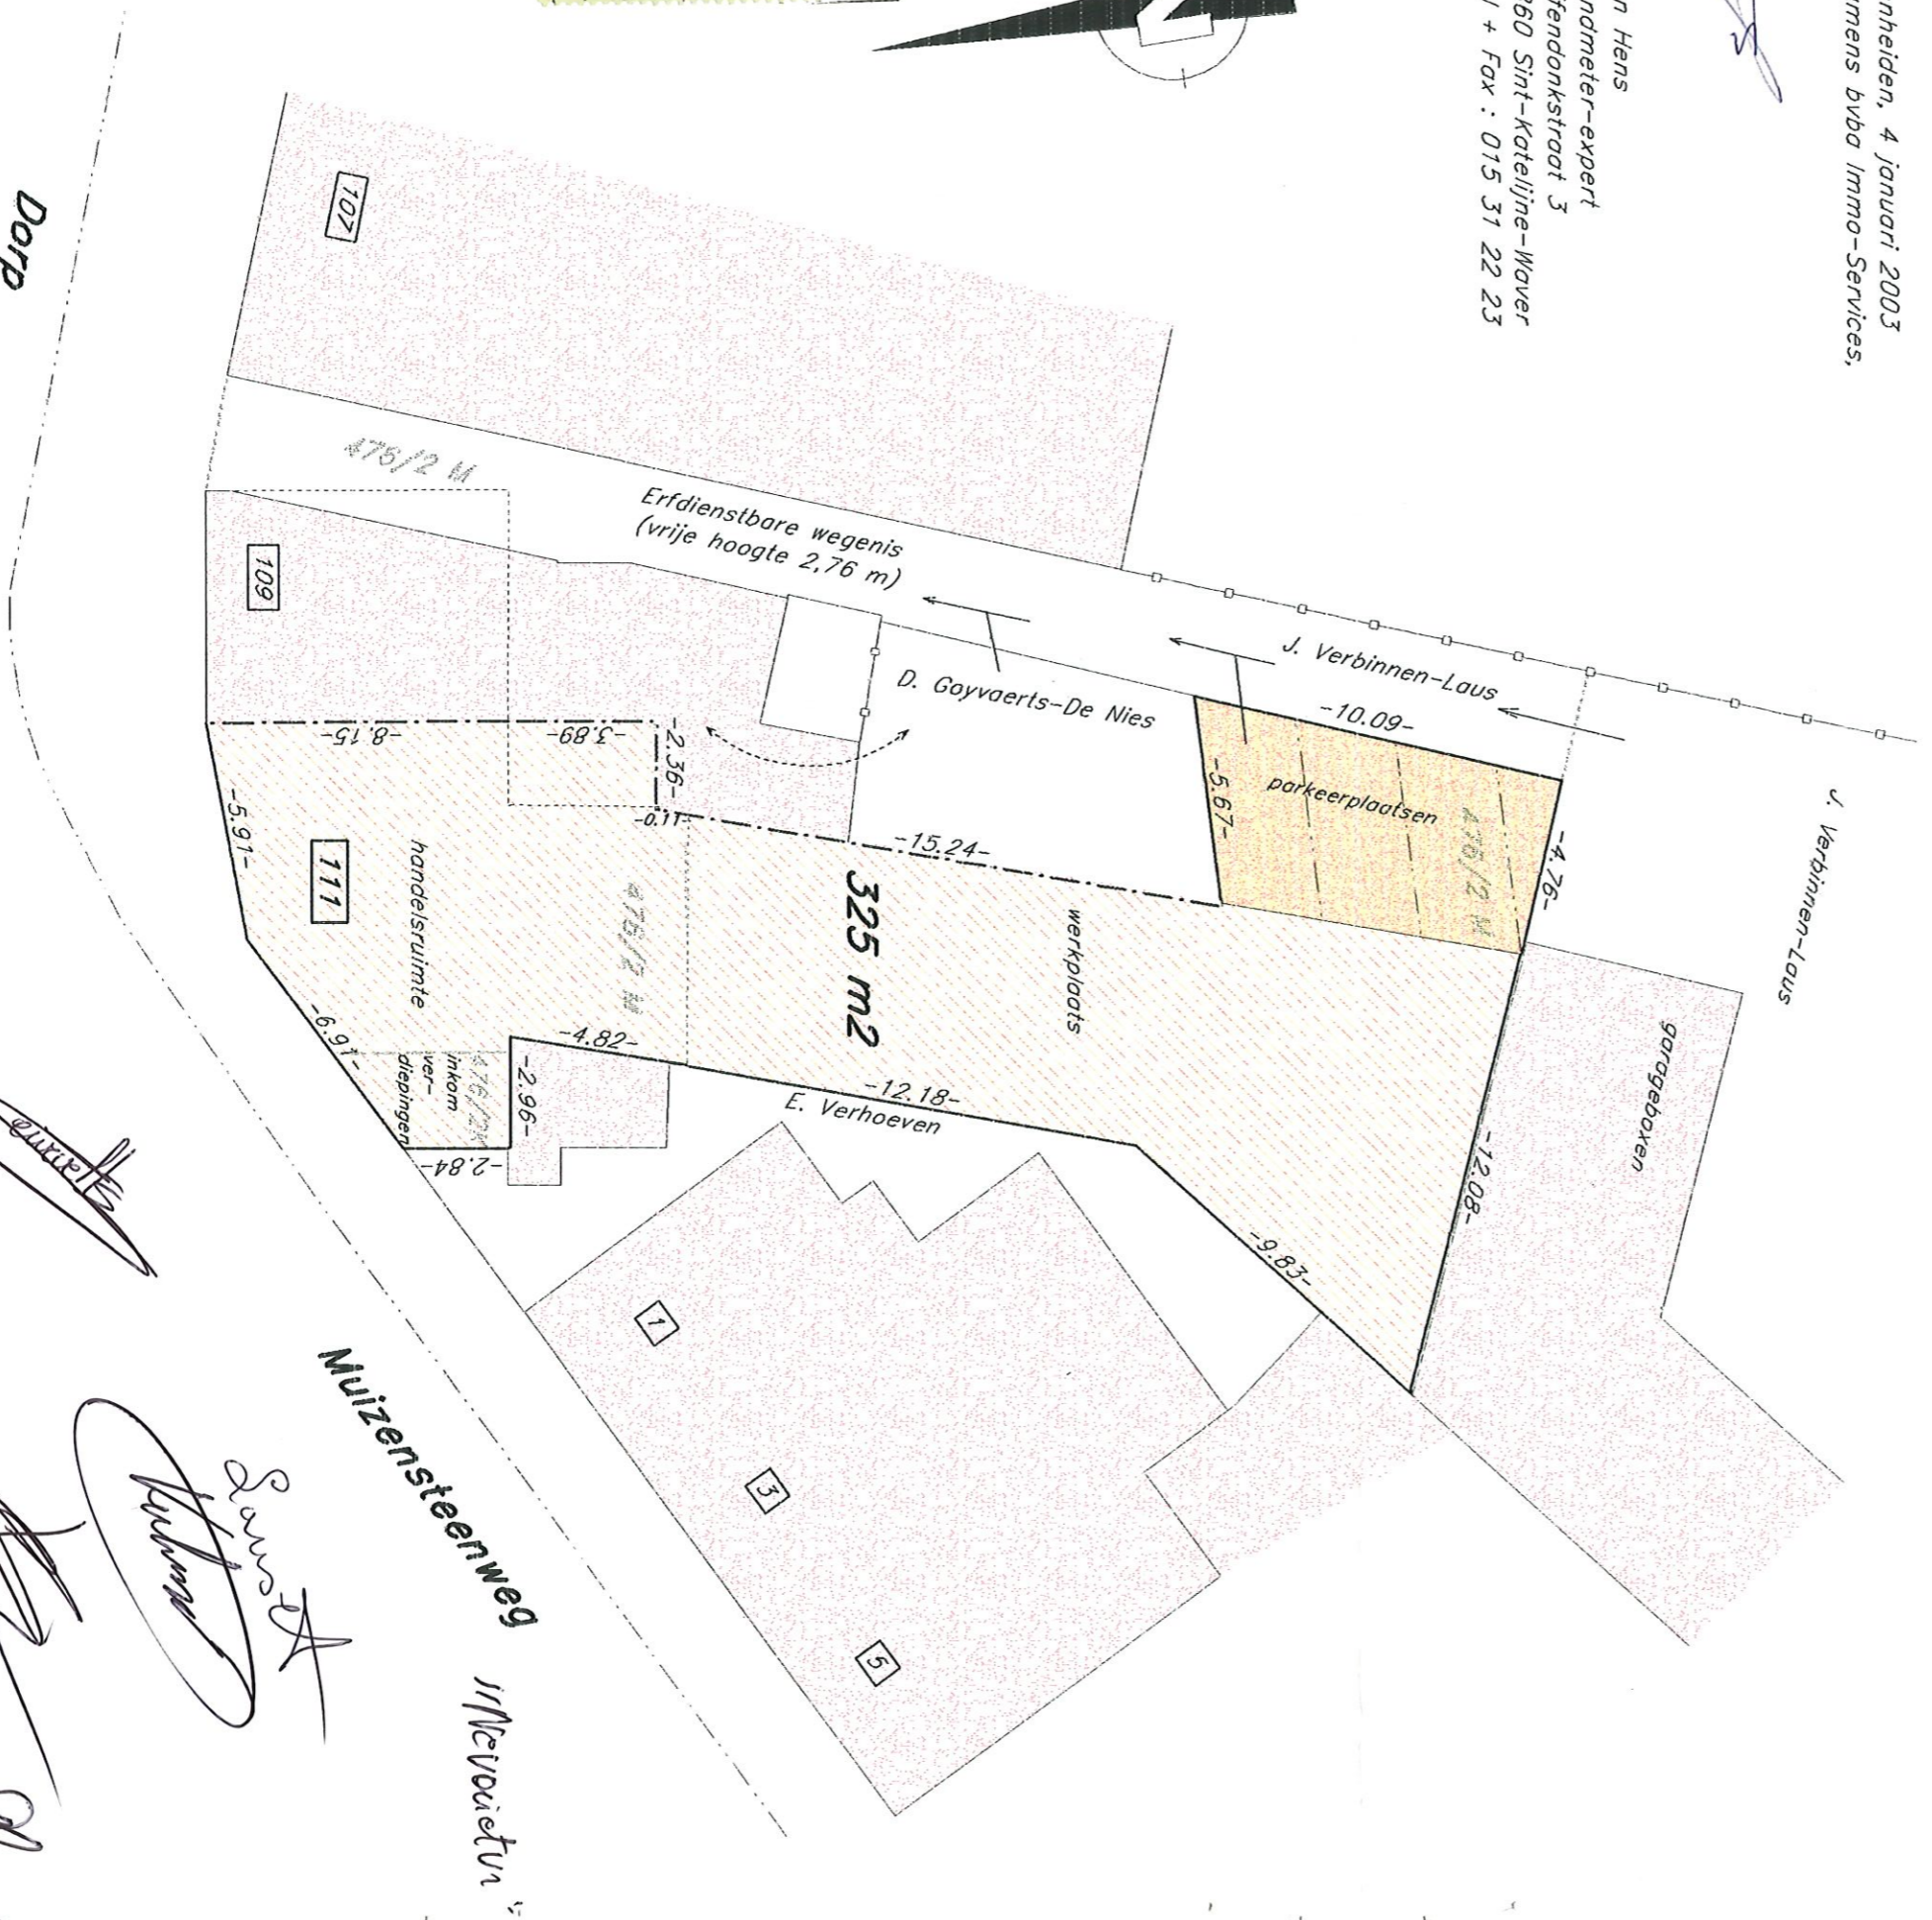 nheiden, 4 januari 2003
mens bvba Immo-Services,
n Hens
ndmeter-expert
fendonkstraat 3
60 Sint-Katelijne-Waver
+ Fax : 015 31 22 23
N
Dorp
107
475/2 M
Erfdienstbare wegenis
(vrije hoogte 2,76 m)
109
D. Goyvaerts-De Nies
J. Verbinnen-Laus
-10.09-
J. Verbinnen-Laus
parkeerplaatsen
-5.67-
-4.76-
-8.15-
-3.89-
-2.36-
-0.11-
-15.24-
-5.91-
111
handelsruimte
475/2 M
325 m2
werkplaats
garageboxen
-6.91-
inkom
ver-
diepingen
-4.82-
-2.96-
-2.84-
-12.18-
E. Verhoeven
-12.08-
-9.83-
1
3
5
Muizensteenweg